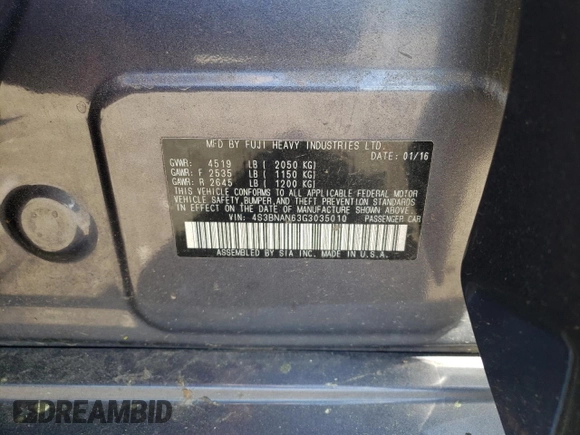 MFD BY FUJI HEAVY INDUSTRIES LTD.
DATE: 01/16
GVWR: 4519 LB ( 2050 KG)
GAWR: F 2535 LB ( 1150 KG)
GAWR: R 2645 LB ( 1200 KG)
THIS VEHICLE CONFORMS TO ALL APPLICABLE FEDERAL MOTOR
VEHICLE SAFETY, BUMPER, AND THEFT PREVENTION STANDARDS
IN EFFECT ON THE DATE OF MANUFACTURE SHOWN ABOVE.
VIN: 4S3BNAN63G3035010 PASSENGER CAR
ASSEMBLED BY SIA INC. MADE IN U.S.A.
DREAMBID